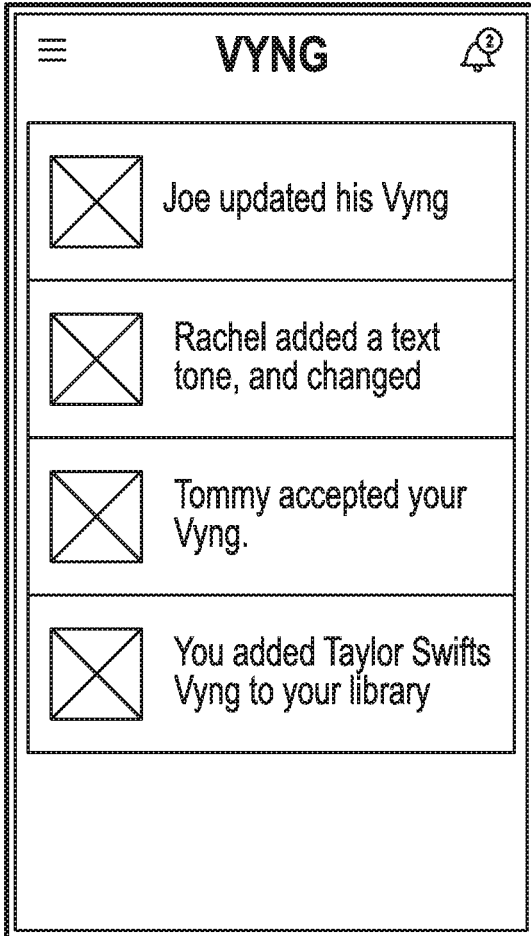 VYNG
2
Joe updated his Vyng
Rachel added a text
tone, and changed
Tommy accepted your
Vyng.
You added Taylor Swifts
Vyng to your library